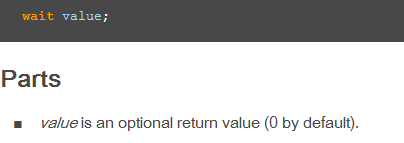 wait value;
Parts
▪ value is an optional return value (0 by default).